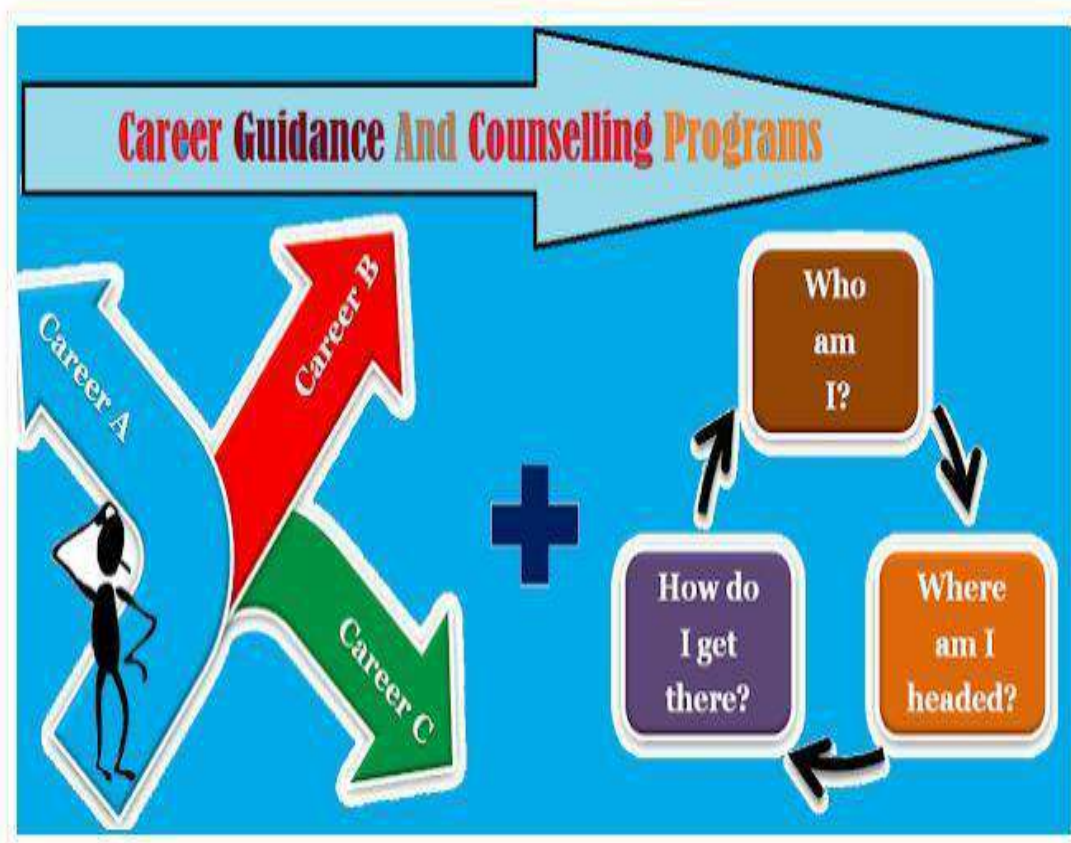 Career Guidance And Counselling Programs
Career A
Career B
Career C
Who
am
I?
How do
I get
there?
Where
am I
headed?